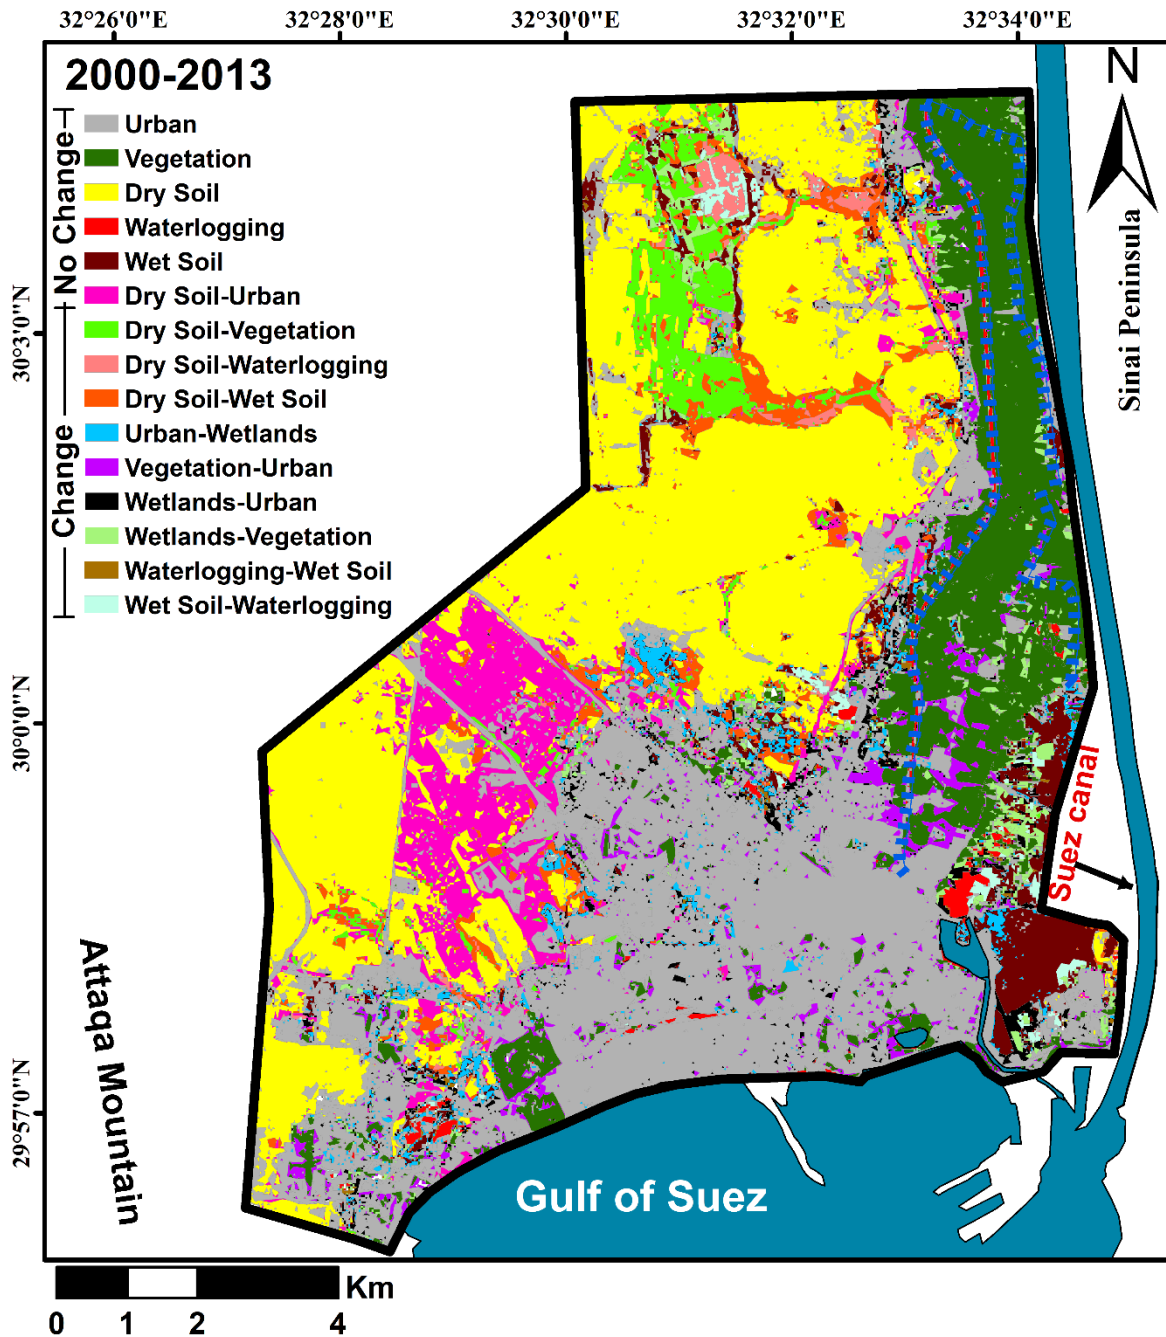 32°26'0"E 32°28'0"E 32°30'0"E 32°32'0"E 32°34'0"E
2000-2013
No Change
Urban
Vegetation
Dry Soil
Waterlogging
Wet Soil
Change
Dry Soil-Urban
Dry Soil-Vegetation
Dry Soil-Waterlogging
Dry Soil-Wet Soil
Urban-Wetlands
Vegetation-Urban
Wetlands-Urban
Wetlands-Vegetation
Waterlogging-Wet Soil
Wet Soil-Waterlogging
N
Sinai Peninsula
30°3'0"N
30°0'0"N
29°57'0"N
Suez canal
Attaqa Mountain
Gulf of Suez
Km
0 1 2 4